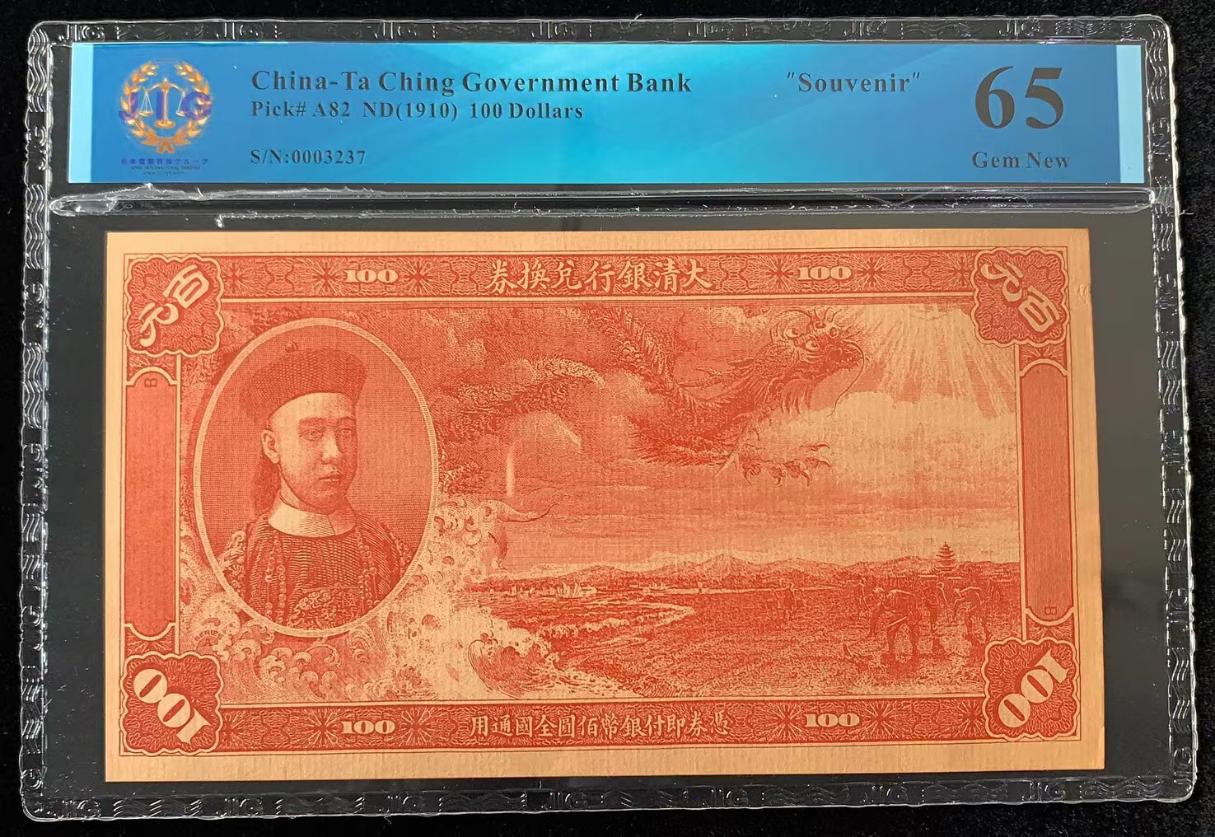 China-Ta Ching Government Bank
"Souvenir"
65
Pick# A82 ND(1910) 100 Dollars
S/N:0003237
Gem New
JIG
百元
100
券換兌行銀清大
100
百元
100
100
用通國全圓佰幣銀付即券憑
100
100